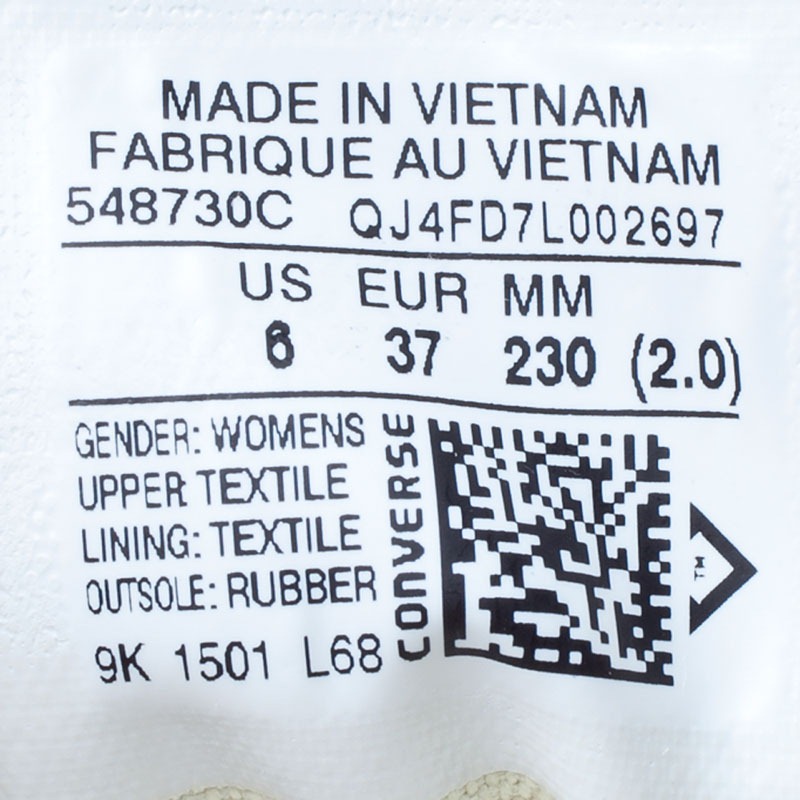 MADE IN VIETNAM
FABRIQUE AU VIETNAM
548730C QJ4FD7L002697
US EUR MM
6 37 230 (2.0)
GENDER: WOMENS
UPPER TEXTILE
LINING: TEXTILE
OUTSOLE: RUBBER
9K 1501 L68
CONVERSE
TM